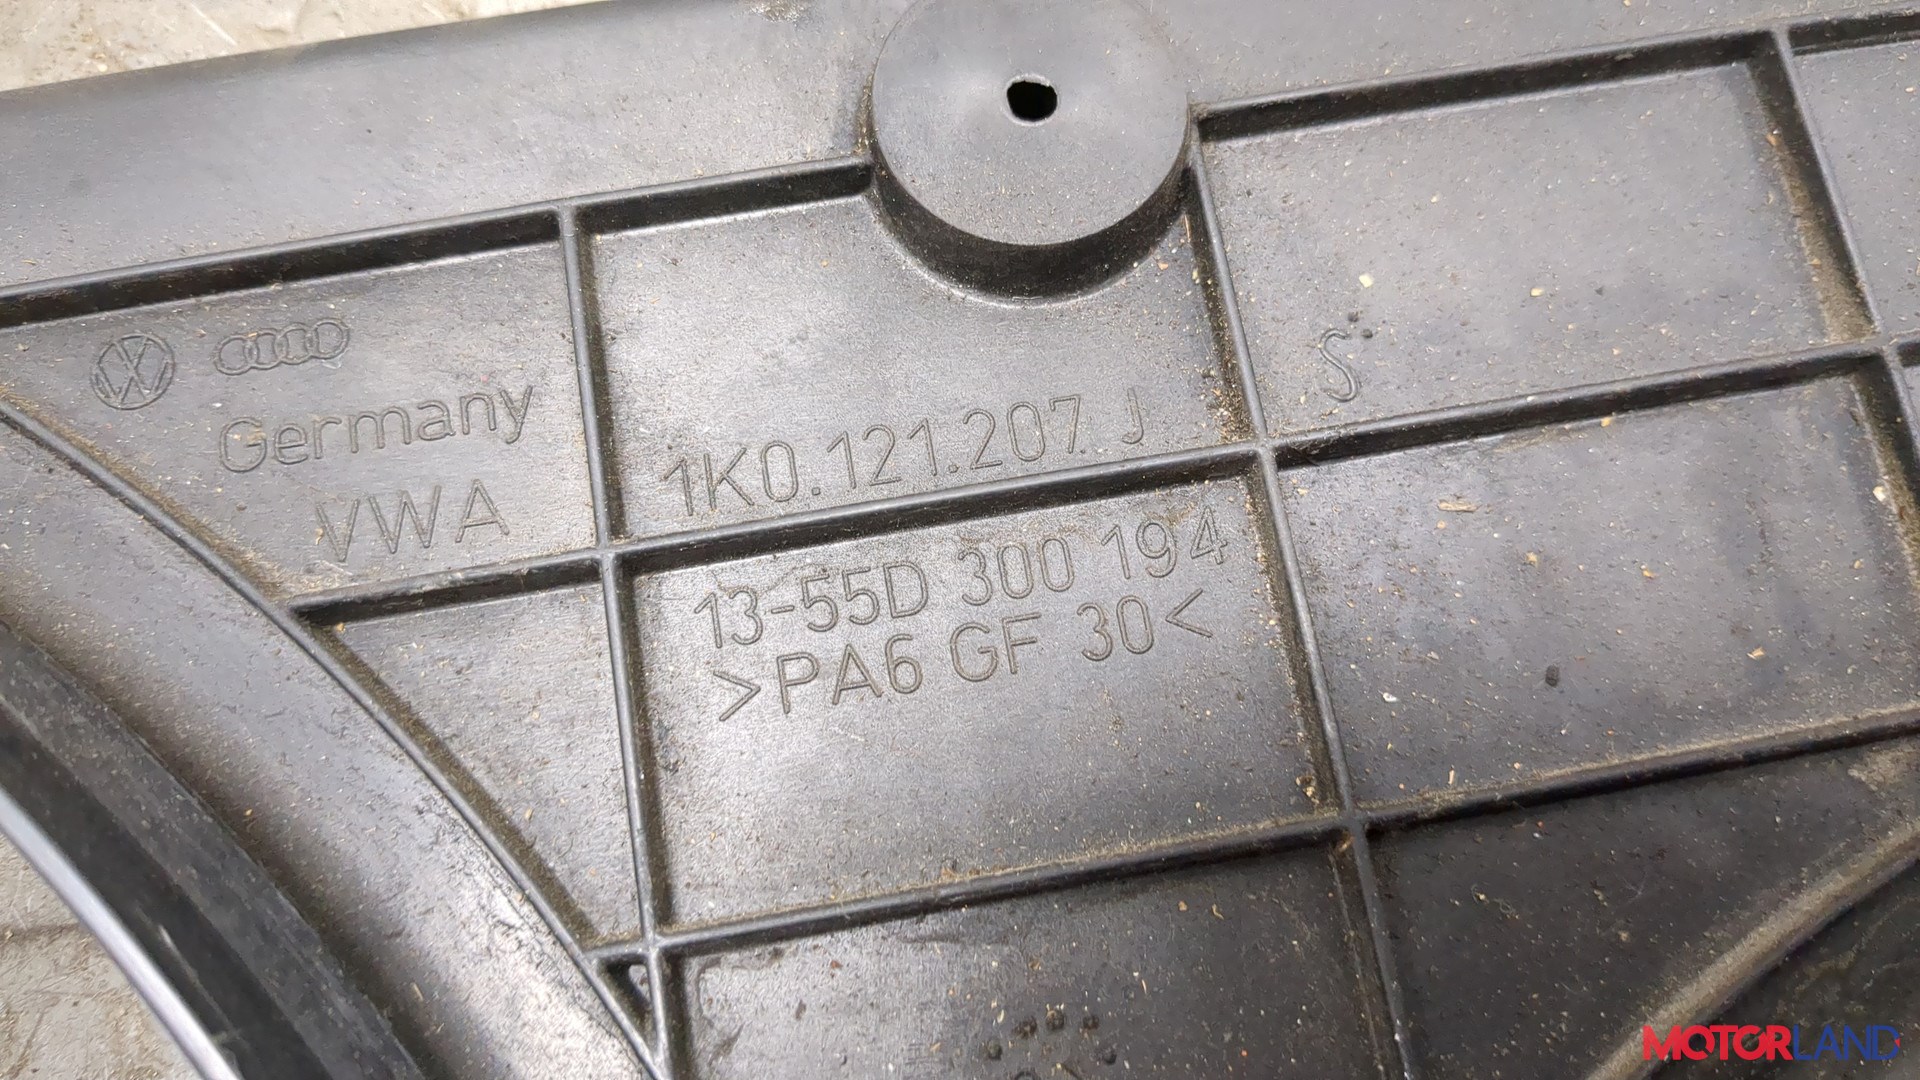 Germany
VWA
1K0.121.207. J
S
13-55D 300 194
>PA6 GF 30<
MOTORLAND